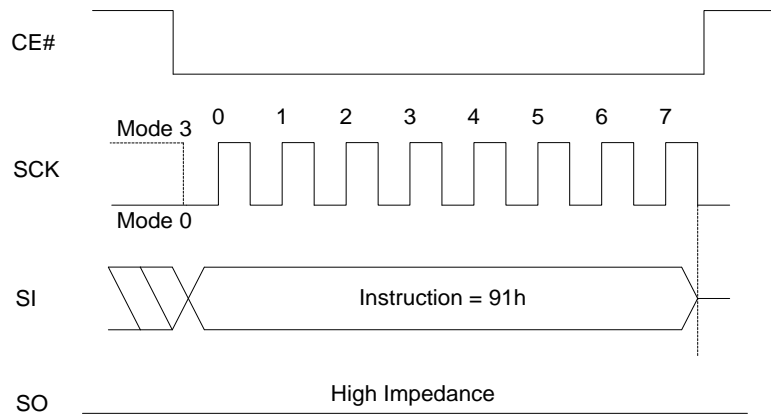 CE#
0 1 2 3 4 5 6 7
Mode 3
SCK
Mode 0
SI
Instruction = 91h
High Impedance
SO